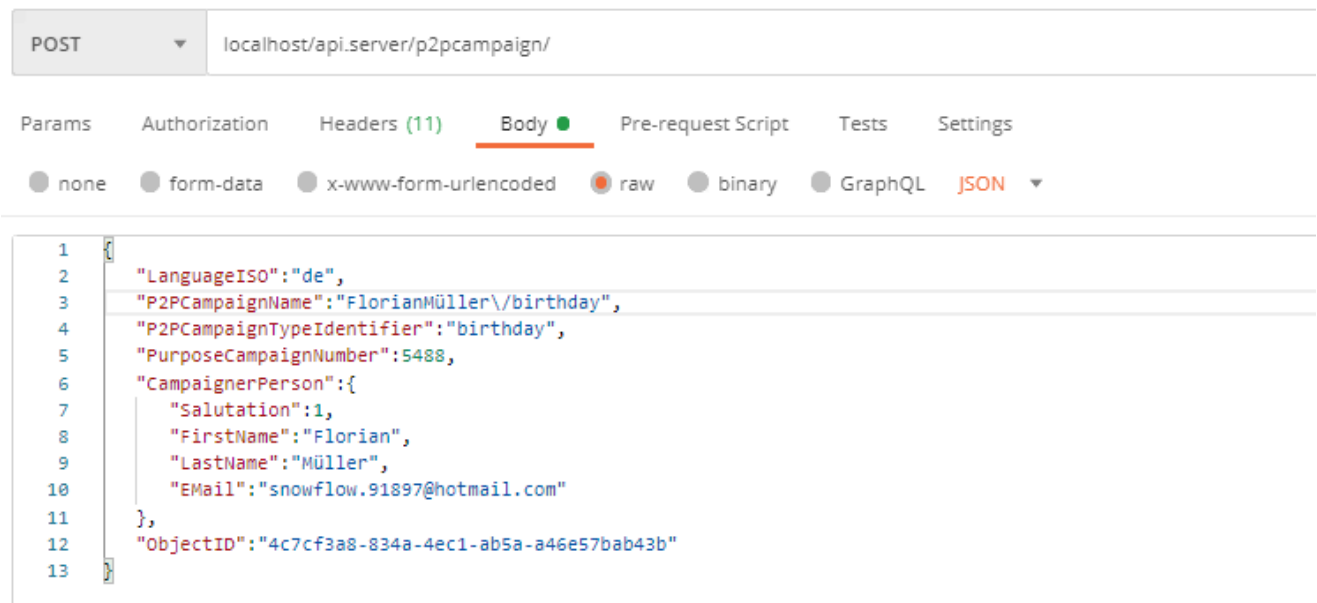 POST localhost/api.server/p2pcampaign/
Params Authorization Headers (11) Body Pre-request Script Tests Settings
none form-data x-www-form-urlencoded raw binary GraphQL JSON
1 {
2 "LanguageISO":"de",
3 "P2PCampaignName":"FlorianMüller\/birthday",
4 "P2PCampaignTypeIdentifier":"birthday",
5 "PurposeCampaignNumber":5488,
6 "CampaignerPerson":{
7 "Salutation":1,
8 "FirstName":"Florian",
9 "LastName":"Müller",
10 "EMail":"snowflow.91897@hotmail.com"
11 },
12 "ObjectID":"4c7cf3a8-834a-4ec1-ab5a-a46e57bab43b"
13 }